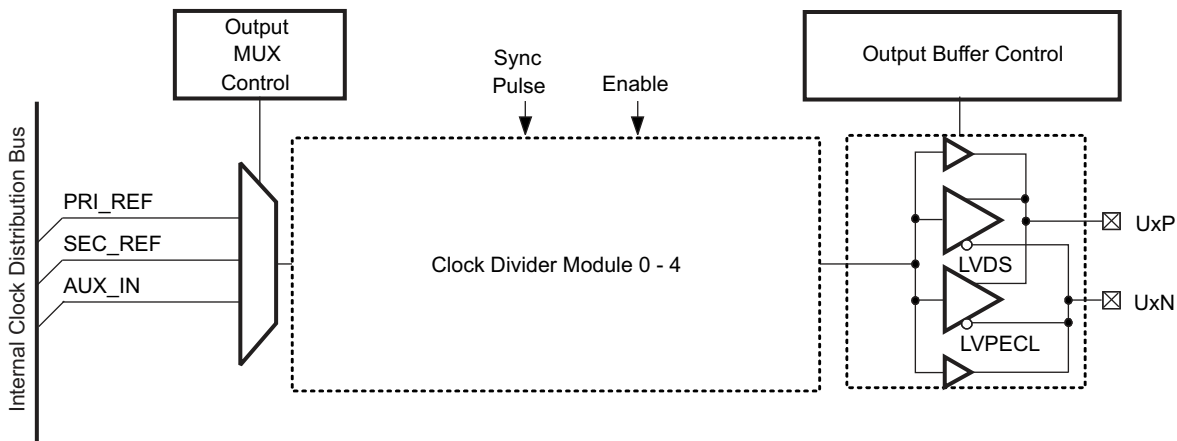 Output
MUX
Control
Sync
Pulse
Enable
Output Buffer Control
Internal Clock Distribution Bus
PRI_REF
SEC_REF
AUX_IN
Clock Divider Module 0 - 4
LVDS
LVPECL
UxP
UxN